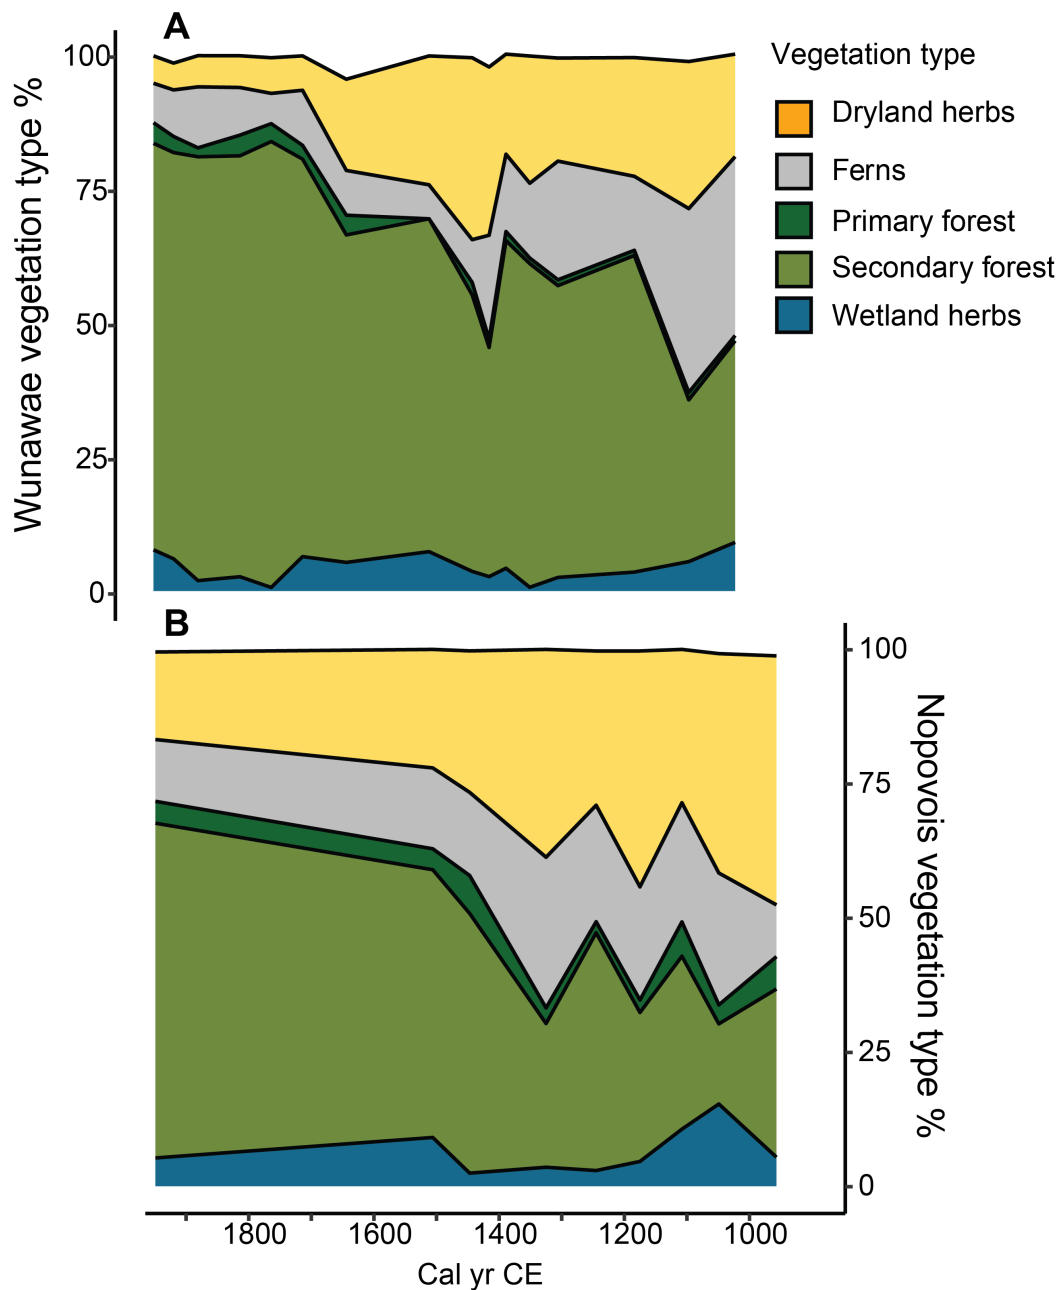 A
Wunawae vegetation type %
100
75
50
25
0
Vegetation type
Dryland herbs
Ferns
Primary forest
Secondary forest
Wetland herbs
B
100
75
50
25
0
Nopovois vegetation type %
1800 1600 1400 1200 1000
Cal yr CE